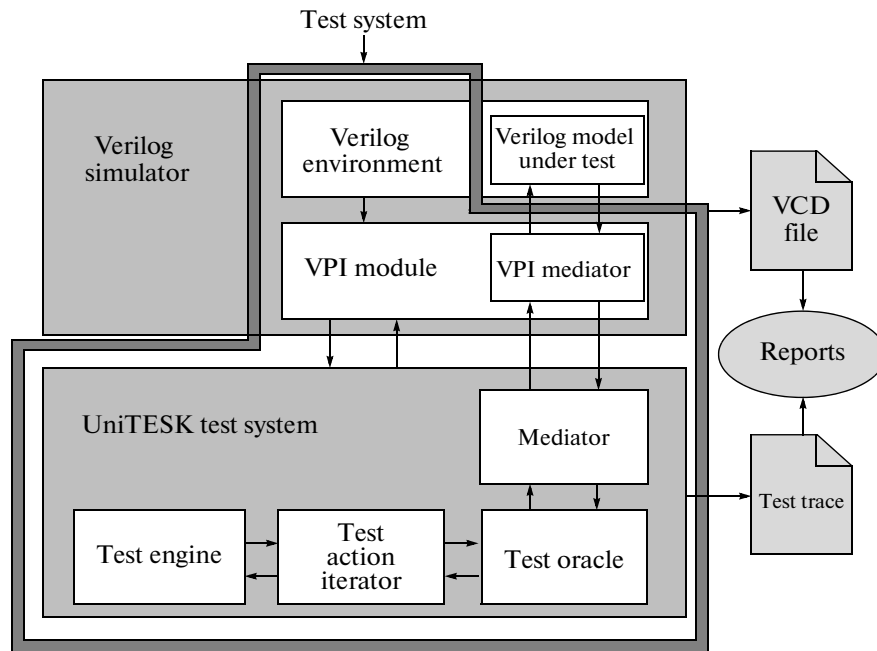 Test system
Verilog
simulator
Verilog
environment
Verilog model
under test
VCD
file
VPI module
VPI mediator
Reports
UniTESK test system
Mediator
Test trace
Test engine
Test
action
iterator
Test oracle